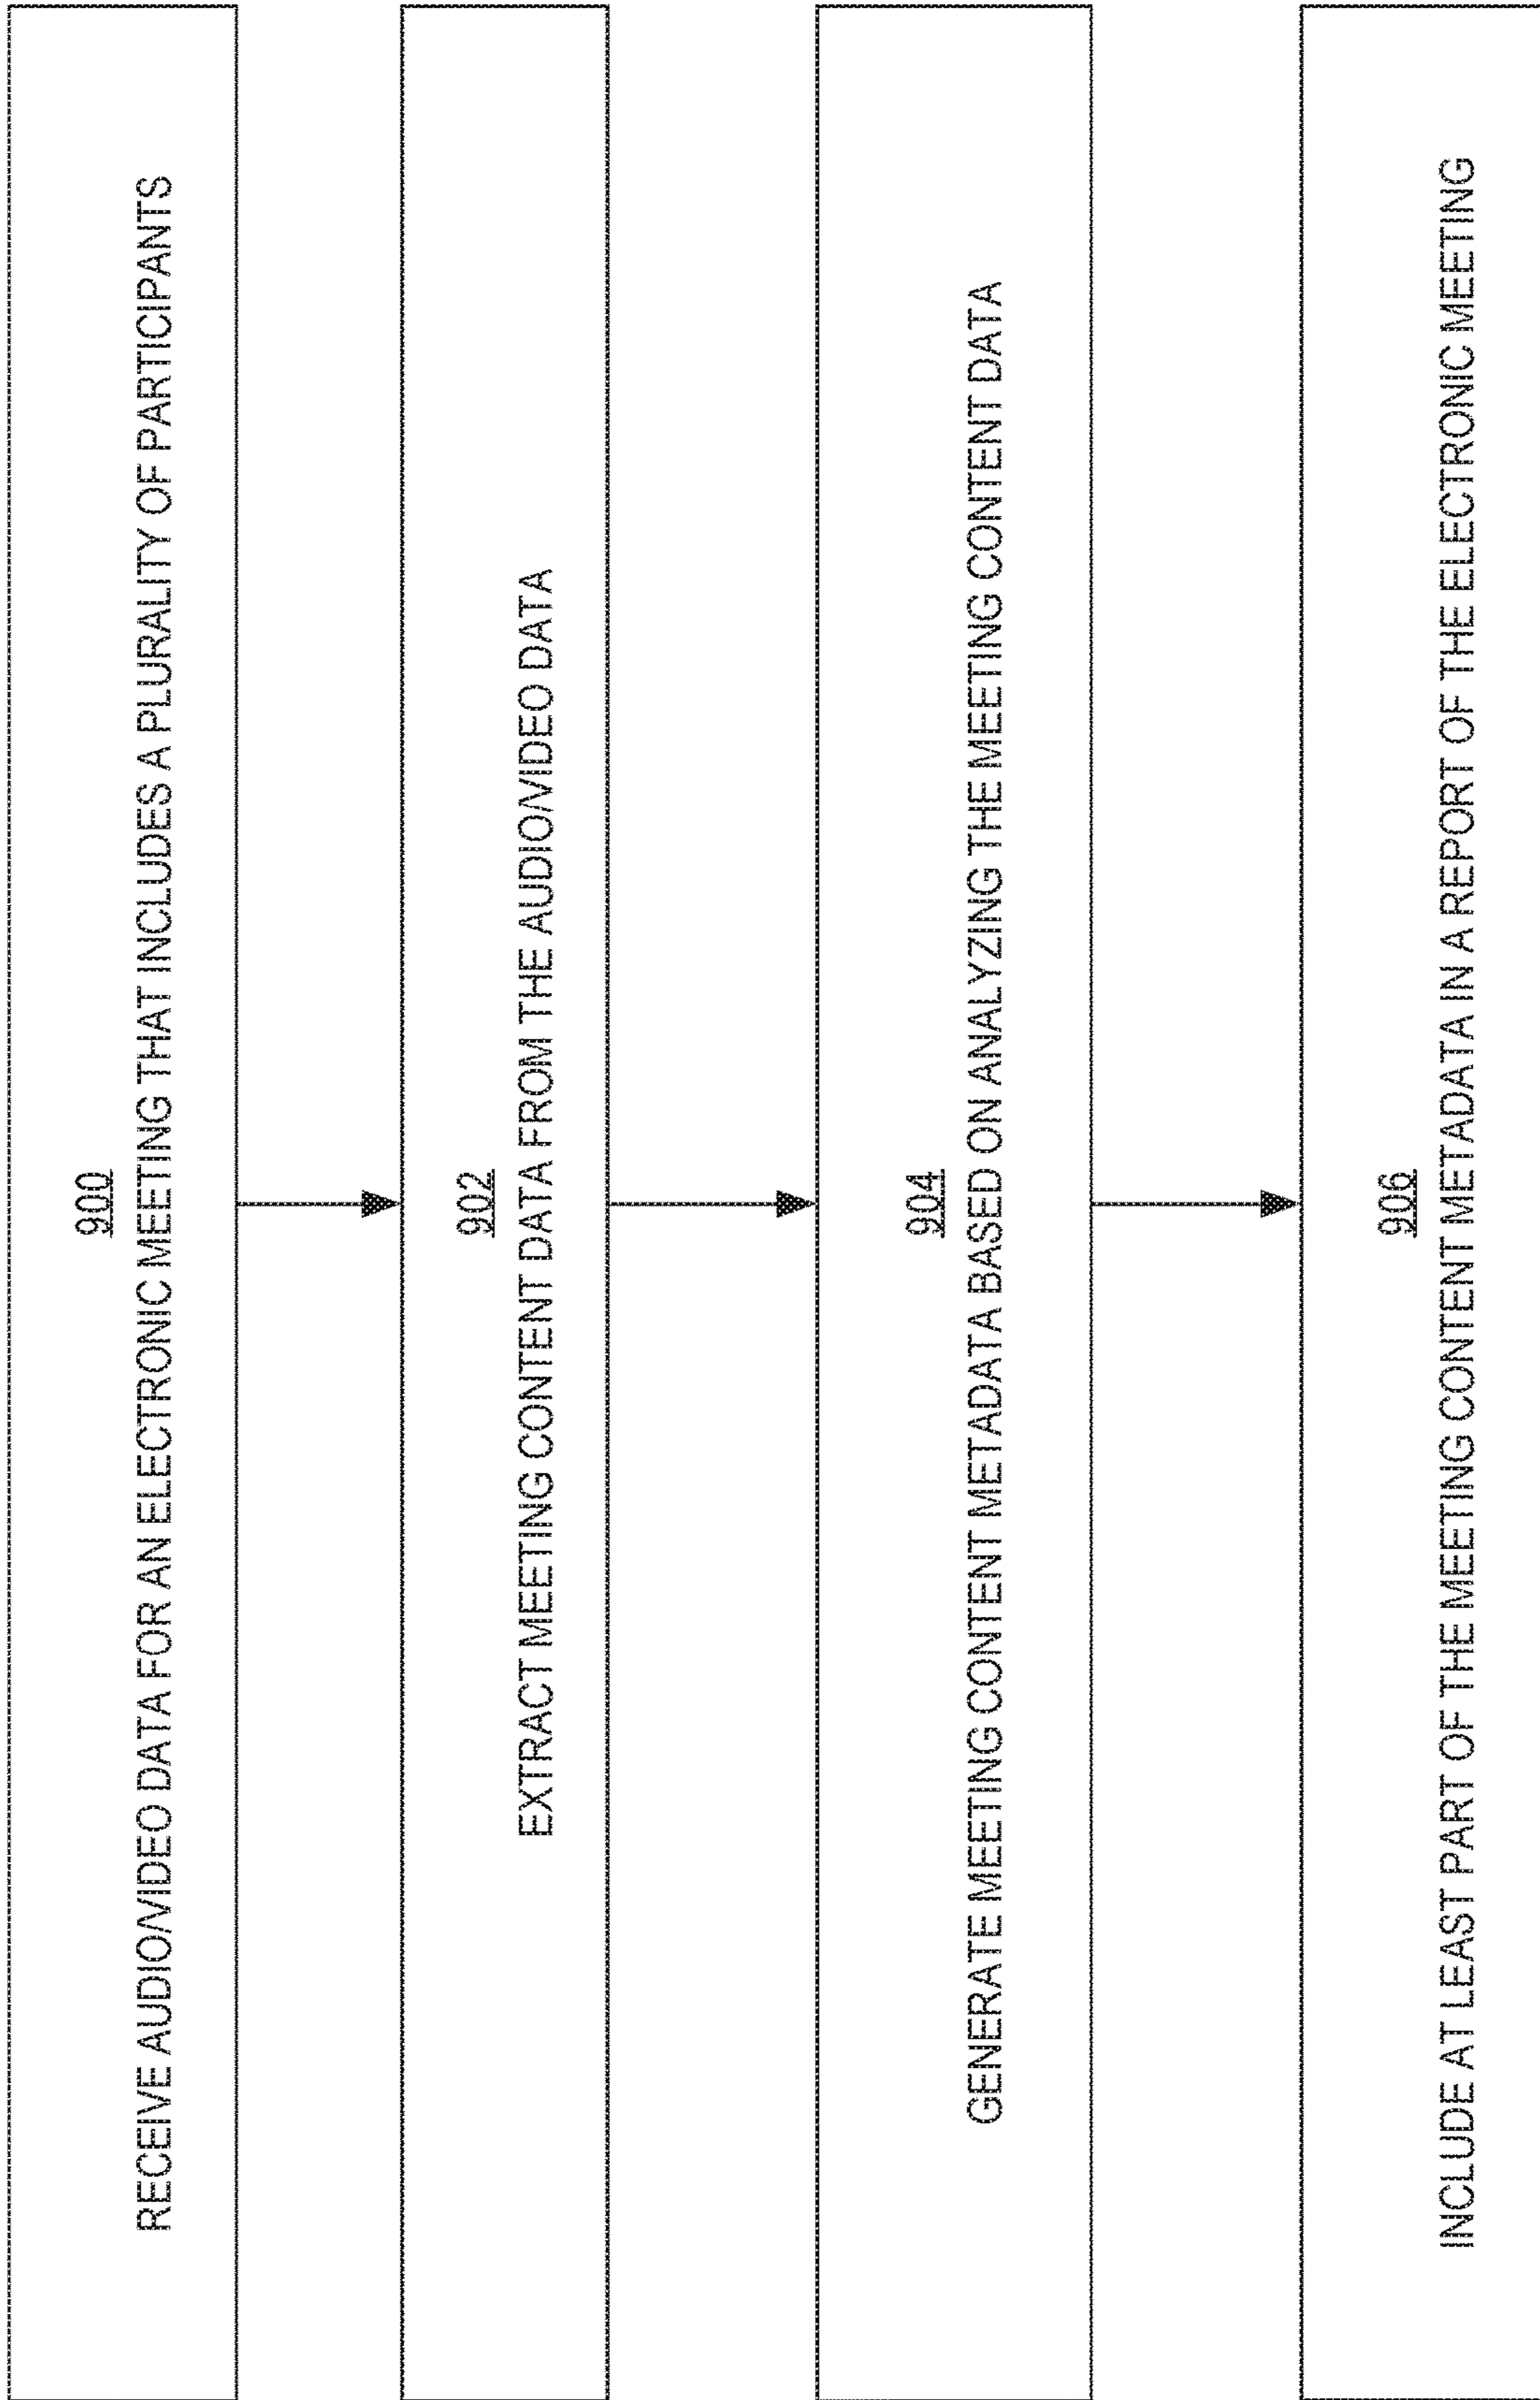 900
RECEIVE AUDIO/VIDEO DATA FOR AN ELECTRONIC MEETING THAT INCLUDES A PLURALITY OF PARTICIPANTS
902
EXTRACT MEETING CONTENT DATA FROM THE AUDIO/VIDEO DATA
904
GENERATE MEETING CONTENT METADATA BASED ON ANALYZING THE MEETING CONTENT DATA
906
INCLUDE AT LEAST PART OF THE MEETING CONTENT METADATA IN A REPORT OF THE ELECTRONIC MEETING